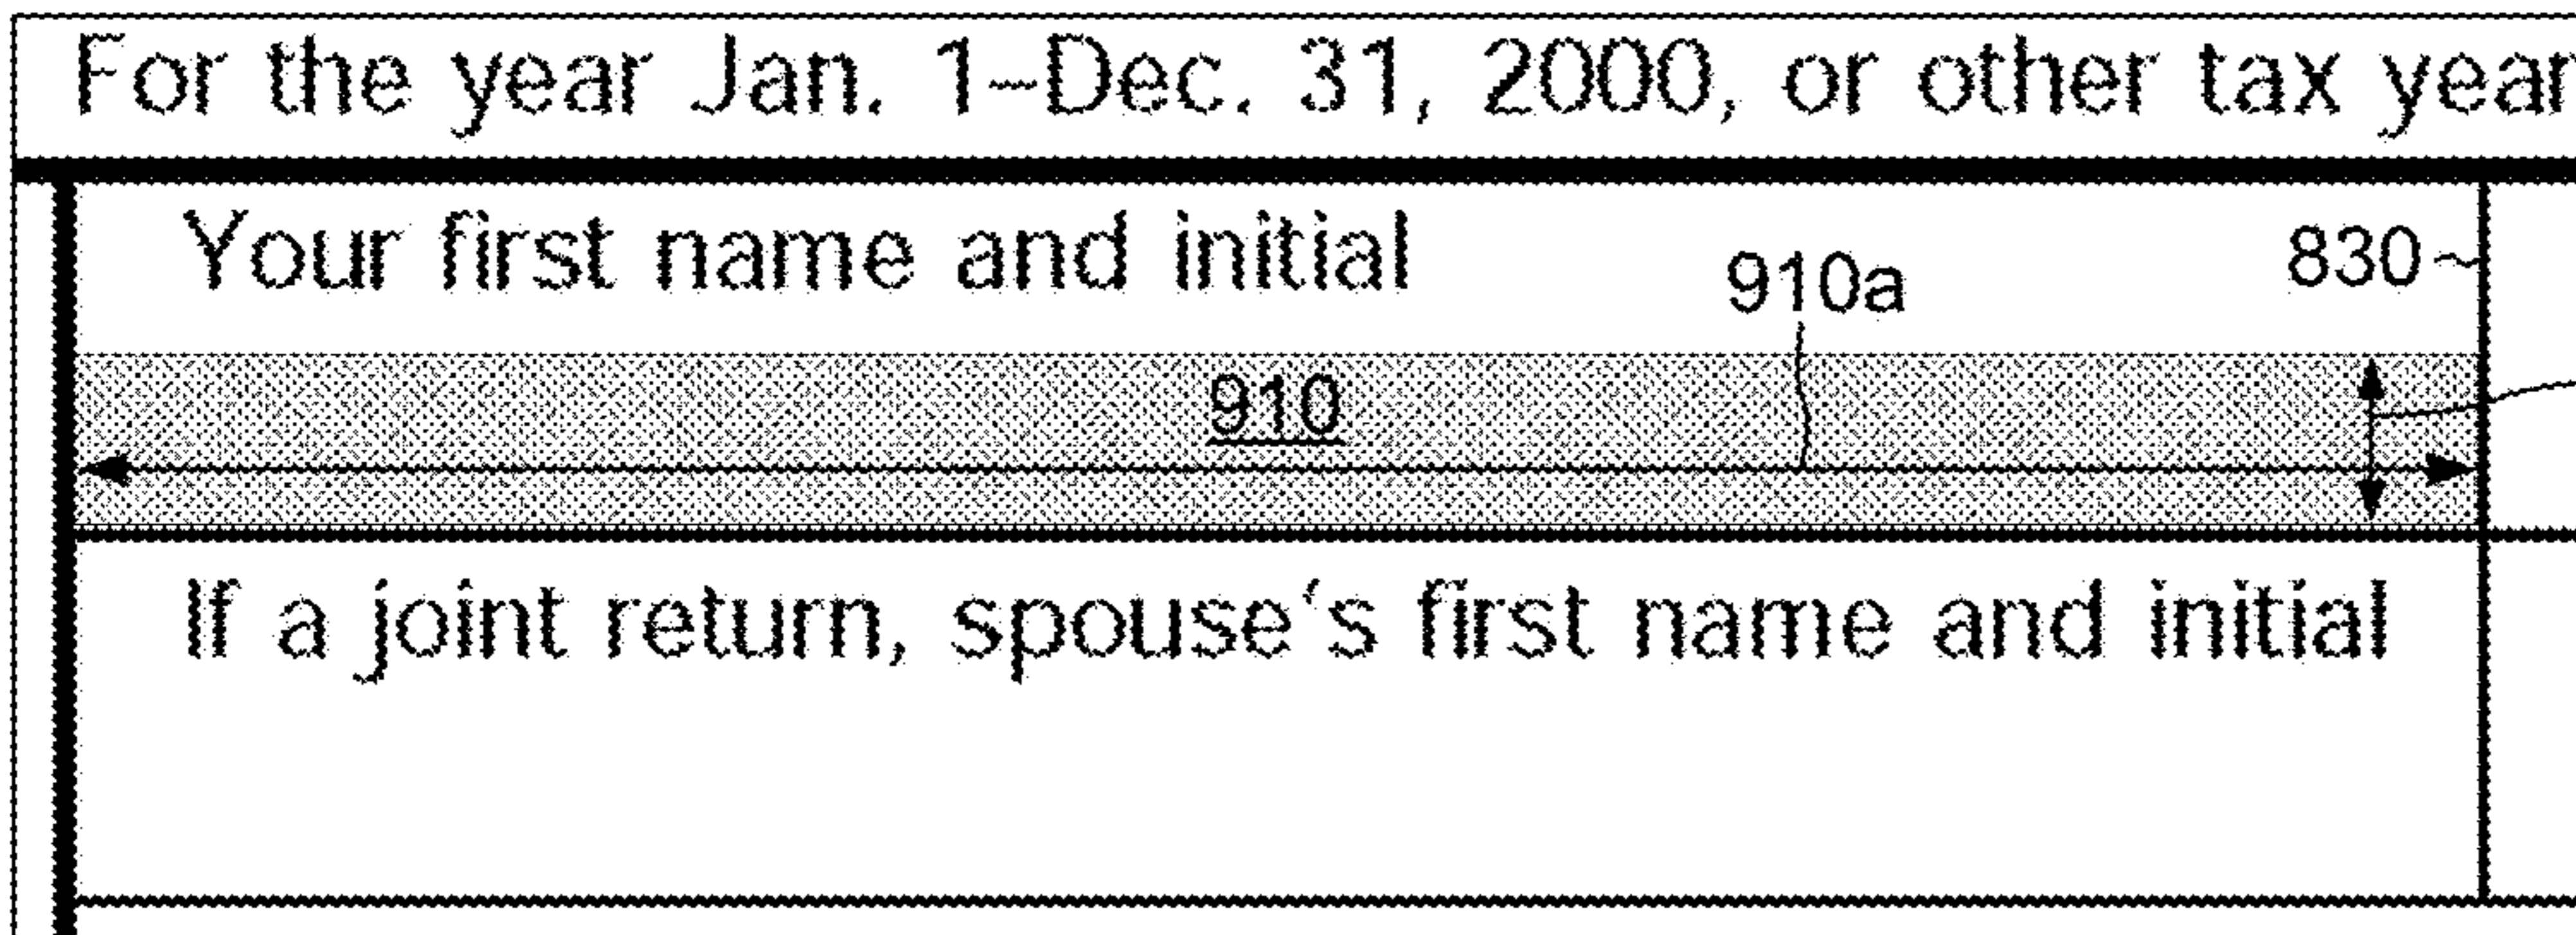 For the year Jan. 1–Dec. 31, 2000, or other tax year
Your first name and initial
910a
830
910
If a joint return, spouse's first name and initial